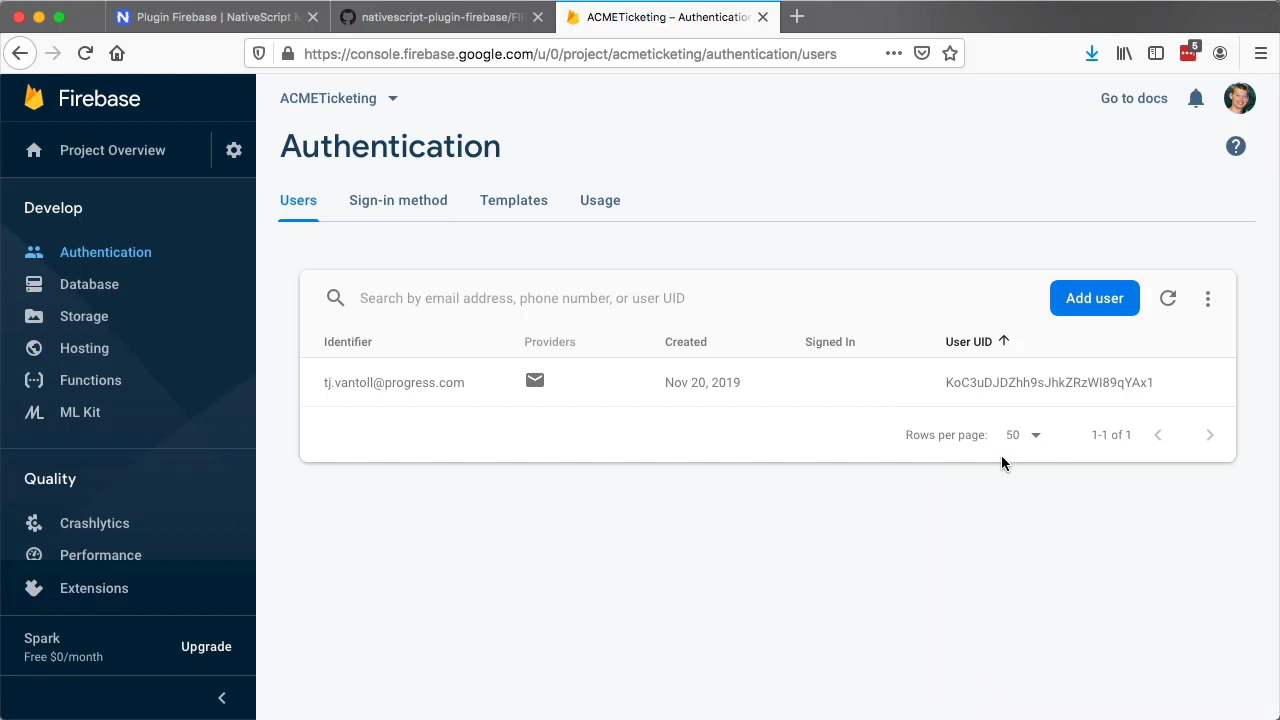 Plugin Firebase | NativeScript
nativescript-plugin-firebase/
ACMETicketing – Authentication
https://console.firebase.google.com/u/0/project/acmeticketing/authentication/users
5
Firebase
ACMETicketing
Go to docs
Project Overview
Authentication
Users
Sign-in method
Templates
Usage
Develop
Authentication
Database
Storage
Hosting
Functions
ML Kit
Quality
Crashlytics
Performance
Extensions
Spark
Free $0/month
Upgrade
Search by email address, phone number, or user UID
Add user
Identifier
Providers
Created
Signed In
User UID
tj.vantoll@progress.com
Nov 20, 2019
KoC3uDJDZhh9sJhkZRzWI89qYAx1
Rows per page:
50
1-1 of 1